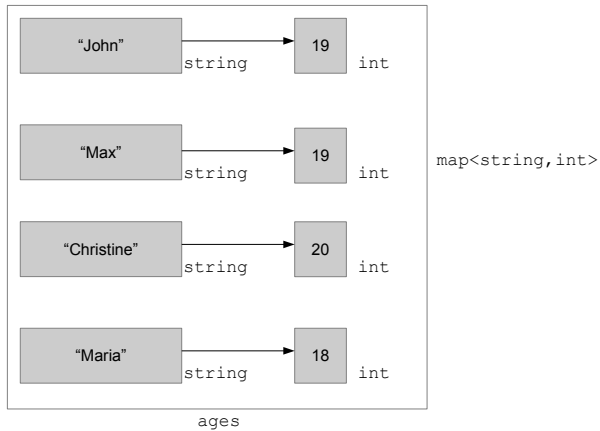 “John”
19
string
int
“Max”
19
string
int
map<string,int>
“Christine”
20
string
int
“Maria”
18
string
int
ages